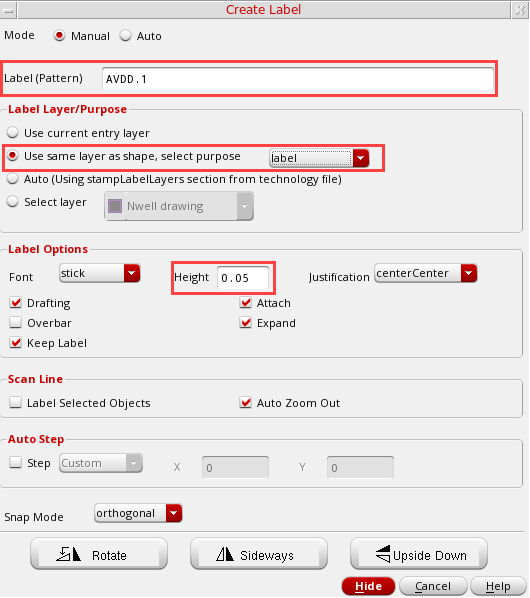 Create Label
Mode Manual Auto
Label (Pattern) AVDD.1
Label Layer/Purpose
Use current entry layer
Use same layer as shape, select purpose label
Auto (Using stampLabelLayers section from technology file)
Select layer Nwell drawing
Label Options
Font stick Height 0.05 Justification centerCenter
Drafting Attach
Overbar Expand
Keep Label
Scan Line
Label Selected Objects Auto Zoom Out
Auto Step
Step Custom X 0 Y 0
Snap Mode orthogonal
Rotate Sideways Upside Down
Hide Cancel Help